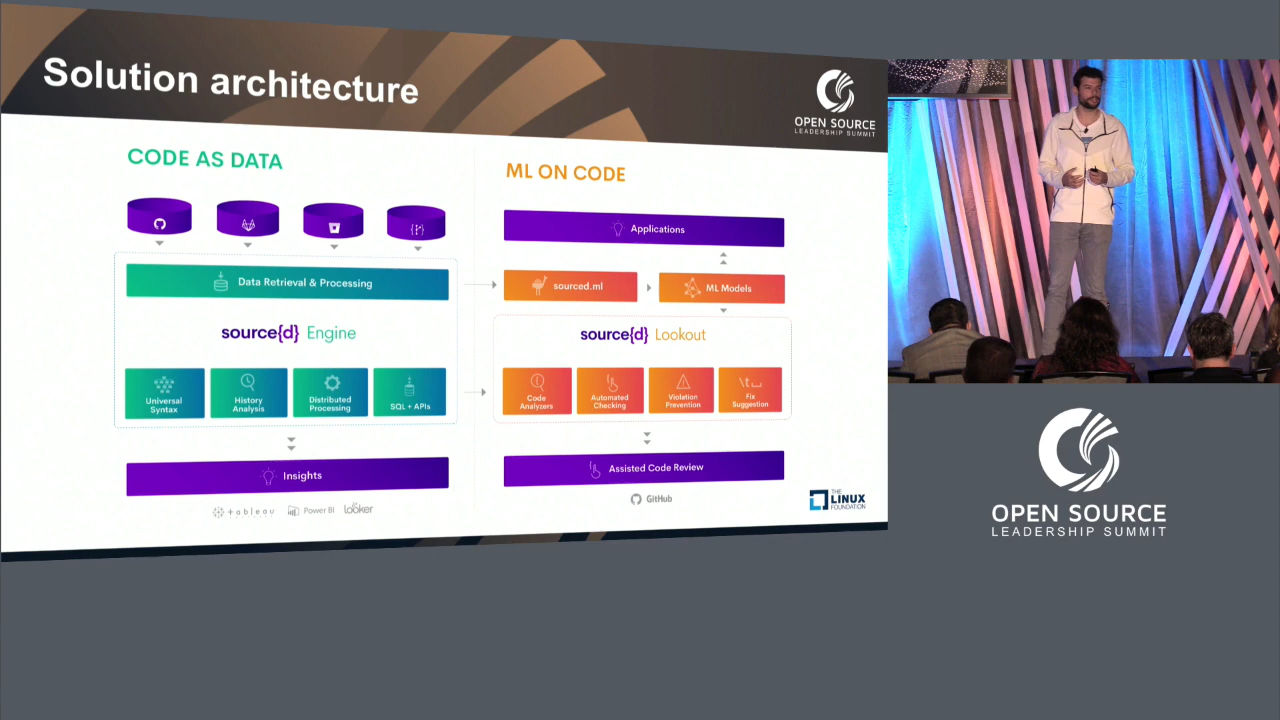 Solution architecture
OPEN SOURCE
LEADERSHIP SUMMIT
CODE AS DATA
ML ON CODE
Applications
Data Retrieval & Processing
sourced.ml
ML Models
source{d} Engine
source{d} Lookout
Universal
Syntax
History
Analysis
Distributed
Processing
SQL + APIs
Code
Analyzers
Automated
Checking
Violation
Prevention
\t
Fix
Suggestion
Insights
Assisted Code Review
+ableau
Power BI
looker
GitHub
THE
LINUX
FOUNDATION
OPEN SOURCE
LEADERSHIP SUMMIT